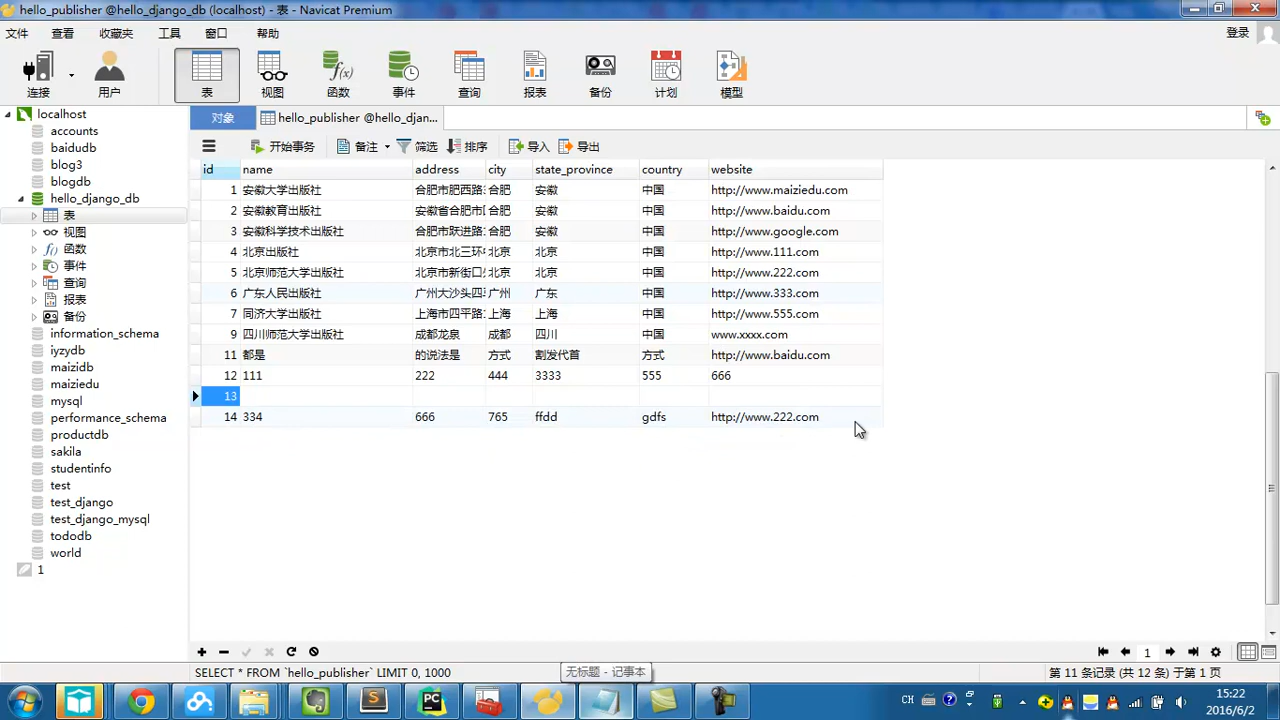 hello_publisher @hello_django_db (localhost) - 表 - Navicat Premium
文件 查看 收藏夹 工具 窗口 帮助 登录
连接 用户 表 视图 函数 事件 查询 报表 备份 计划 模型
localhost
accounts
baidudb
blog3
blogdb
hello_django_db
表
视图
函数
事件
查询
报表
备份
information_schema
iyzydb
maizidb
maiziedu
mysql
performance_schema
productdb
sakila
studentinfo
test
test_django
test_django_mysql
tododb
world
1
对象 hello_publisher @hello_djan...
开始事务 备注 筛选 排序 导入 导出
id name address city state_province country website
1 安徽大学出版社 合肥市肥西路 合肥 安徽 中国 http://www.maiziedu.com
2 安徽教育出版社 安徽省合肥市 合肥 安徽 中国 http://www.baidu.com
3 安徽科学技术出版社 合肥市跃进路 合肥 安徽 中国 http://www.google.com
4 北京出版社 北京市北三环 北京 北京 中国 http://www.111.com
5 北京师范大学出版社 北京市新街口 北京 北京 中国 http://www.222.com
6 广东人民出版社 广州大沙头四 广州 广东 中国 http://www.333.com
7 同济大学出版社 上海市四平路 上海 上海 中国 http://www.555.com
9 四川师范大学出版社 成都龙泉 成都 四川 中国 www.xxxx.com
11 都是 的说法是 方式 割让代首 方式 http://www.baidu.com
12 111 222 444 3333 555 666
13
14 334 666 765 ffdd gdfs http://www.222.com
1
SELECT * FROM `hello_publisher` LIMIT 0, 1000
无标题 - 记事本
第 11 条记录 (共 12 条) 于第 1 页
CH
15:22
2016/6/2